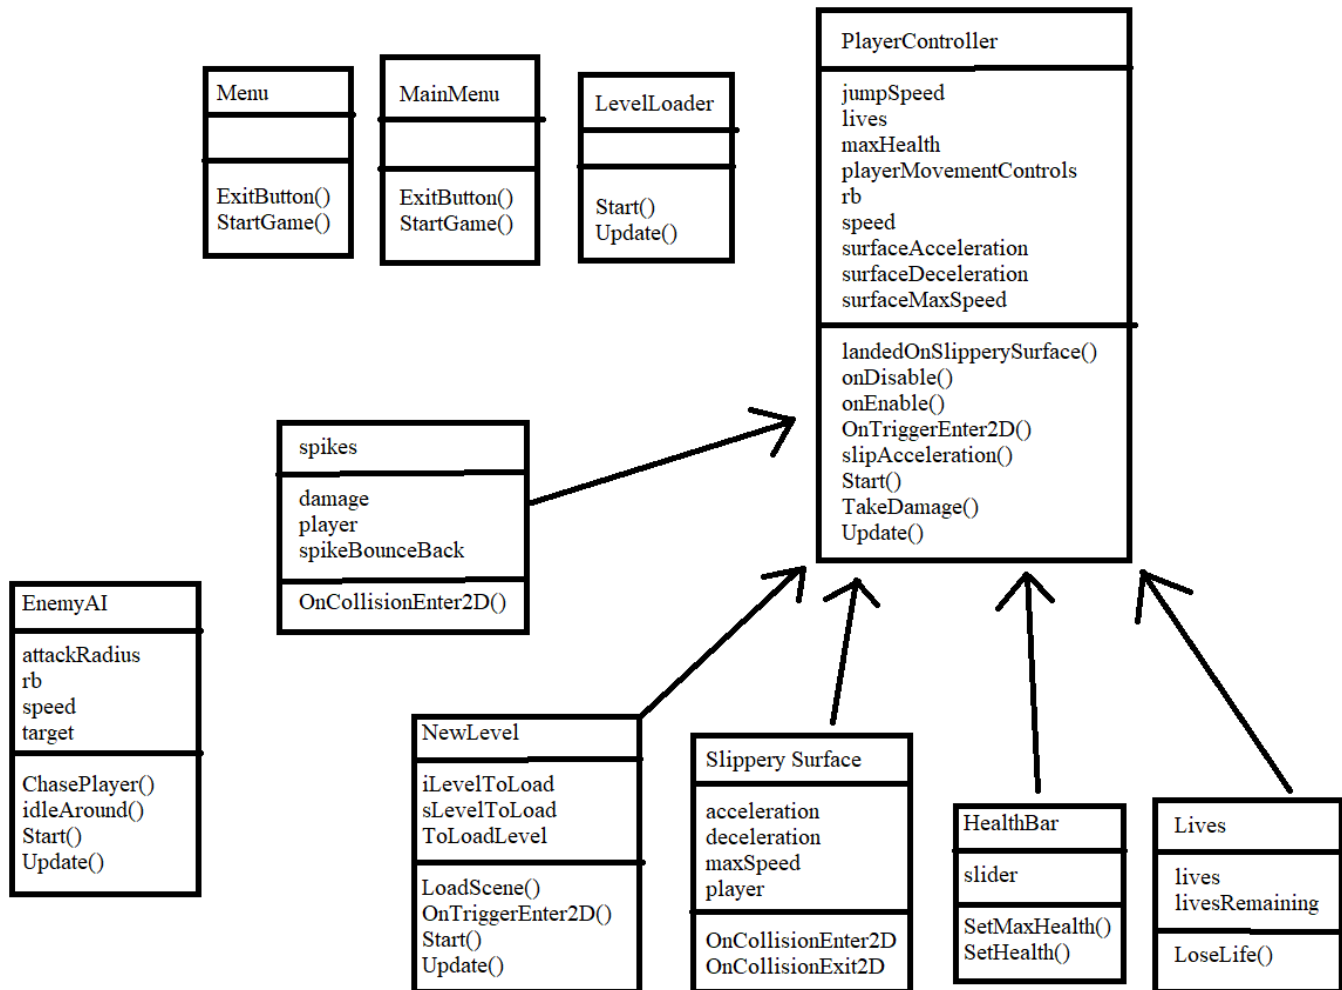 Menu
ExitButton()
StartGame()
MainMenu
ExitButton()
StartGame()
LevelLoader
Start()
Update()
PlayerController
jumpSpeed
lives
maxHealth
playerMovementControls
rb
speed
surfaceAcceleration
surfaceDeceleration
surfaceMaxSpeed
landedOnSlipperySurface()
onDisable()
onEnable()
OnTriggerEnter2D()
slipAcceleration()
Start()
TakeDamage()
Update()
spikes
damage
player
spikeBounceBack
OnCollisionEnter2D()
EnemyAI
attackRadius
rb
speed
target
ChasePlayer()
idleAround()
Start()
Update()
NewLevel
iLevelToLoad
sLevelToLoad
ToLoadLevel
LoadScene()
OnTriggerEnter2D()
Start()
Update()
Slippery Surface
acceleration
deceleration
maxSpeed
player
OnCollisionEnter2D
OnCollisionExit2D
HealthBar
slider
SetMaxHealth()
SetHealth()
Lives
lives
livesRemaining
LoseLife()